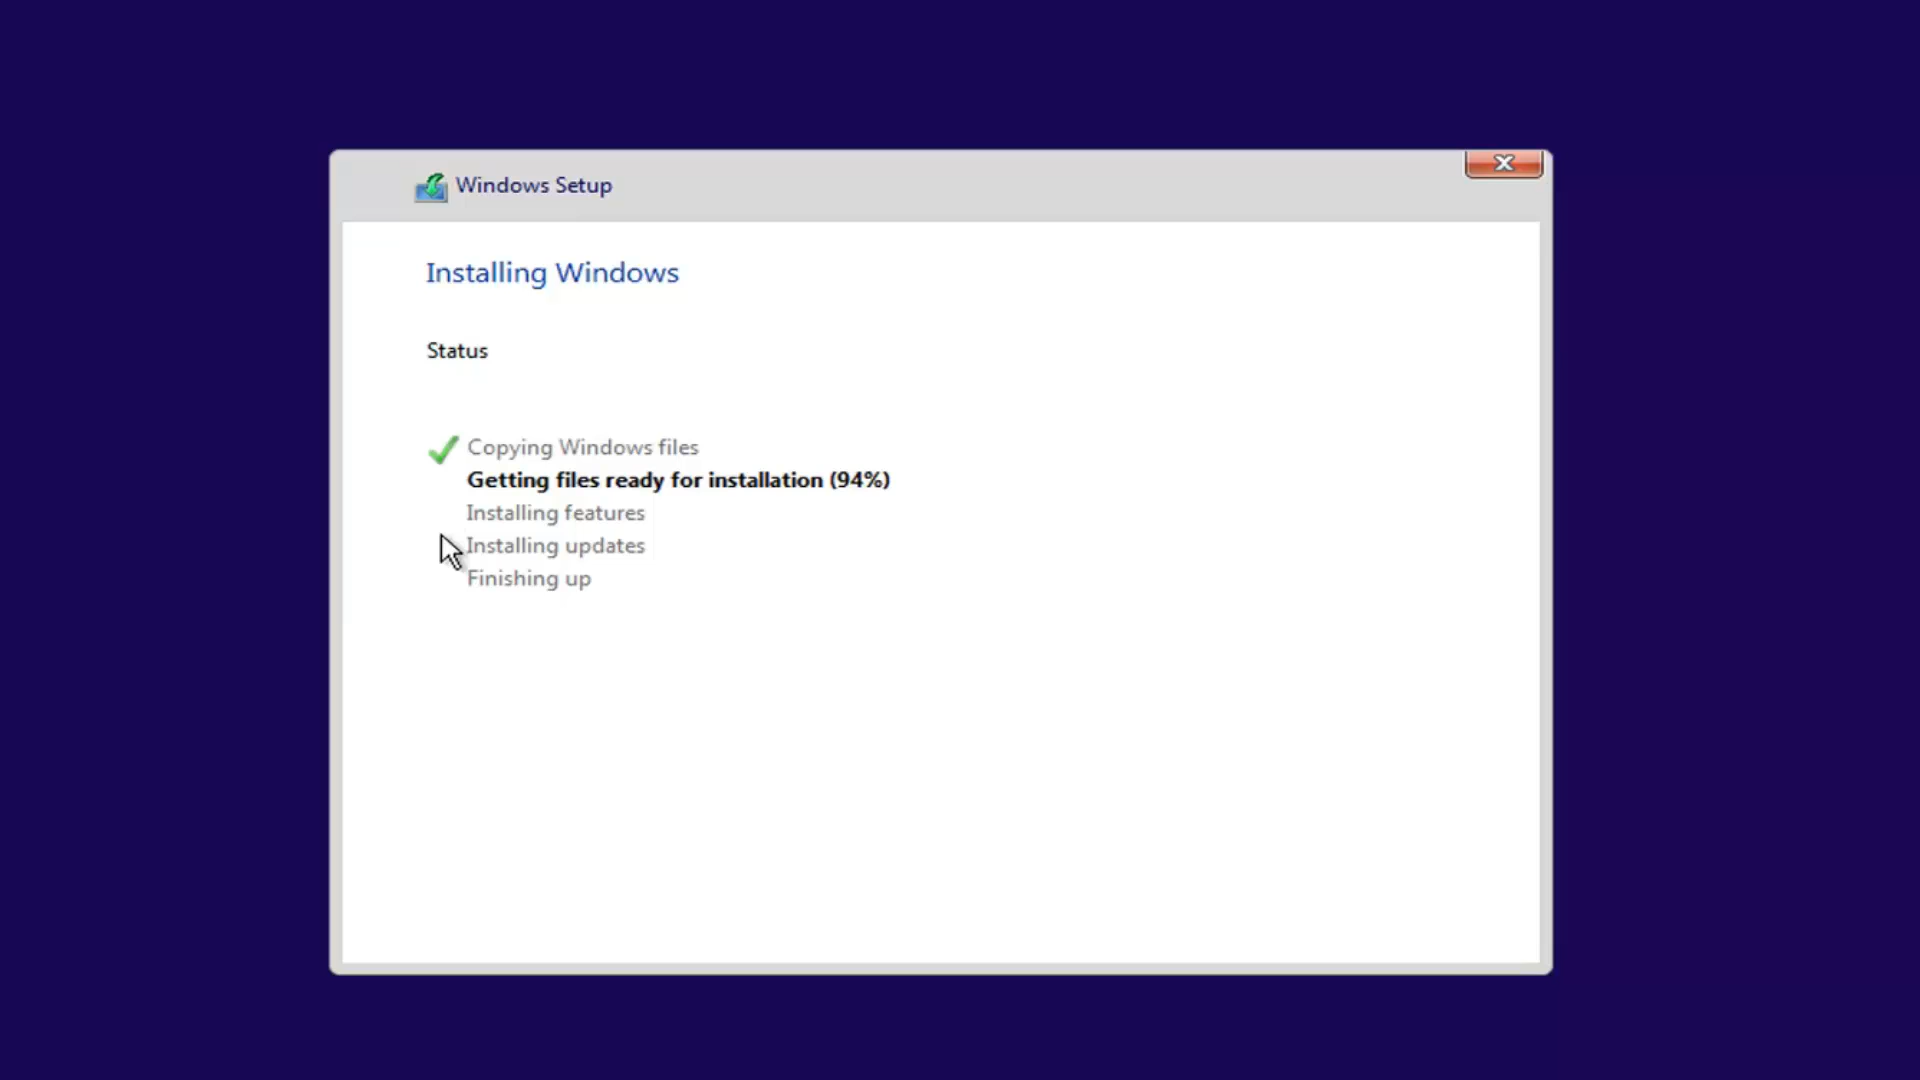 Windows Setup
Installing Windows
Status
Copying Windows files
Getting files ready for installation (94%)
Installing features
Installing updates
Finishing up